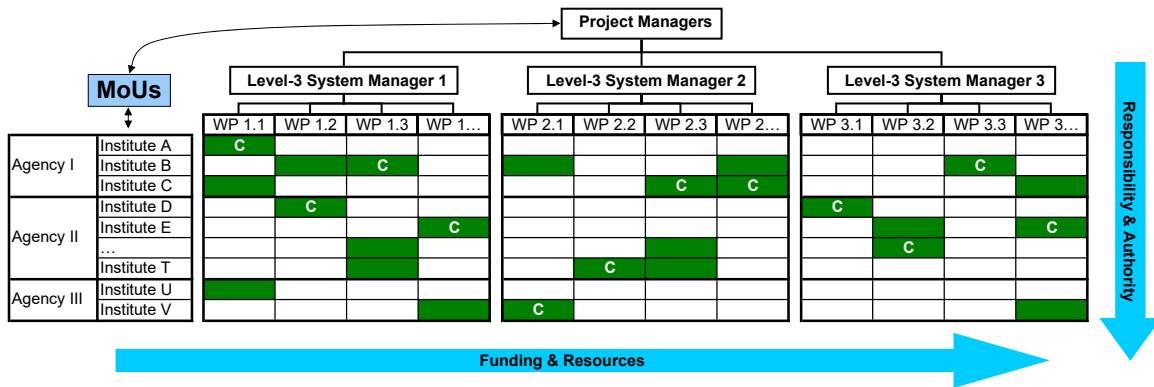 Project Managers
Level-3 System Manager 1
Level-3 System Manager 2
Level-3 System Manager 3
MoUs
WP 1.1 WP 1.2 WP 1.3 WP 1… WP 2.1 WP 2.2 WP 2.3 WP 2… WP 3.1 WP 3.2 WP 3.3 WP 3…
Agency I
Institute A C
Institute B C C
Institute C C C
Agency II
Institute D C C
Institute E C C
… C
Institute T C
Agency III
Institute U
Institute V C
Responsibility & Authority
Funding & Resources